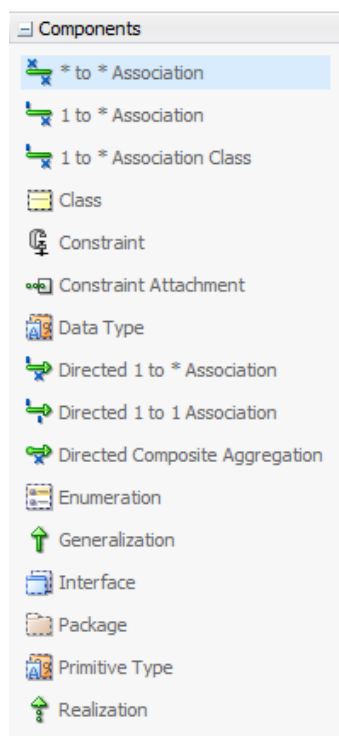 Components
* to * Association
1 to * Association
1 to * Association Class
Class
Constraint
Constraint Attachment
Data Type
Directed 1 to * Association
Directed 1 to 1 Association
Directed Composite Aggregation
Enumeration
Generalization
Interface
Package
Primitive Type
Realization